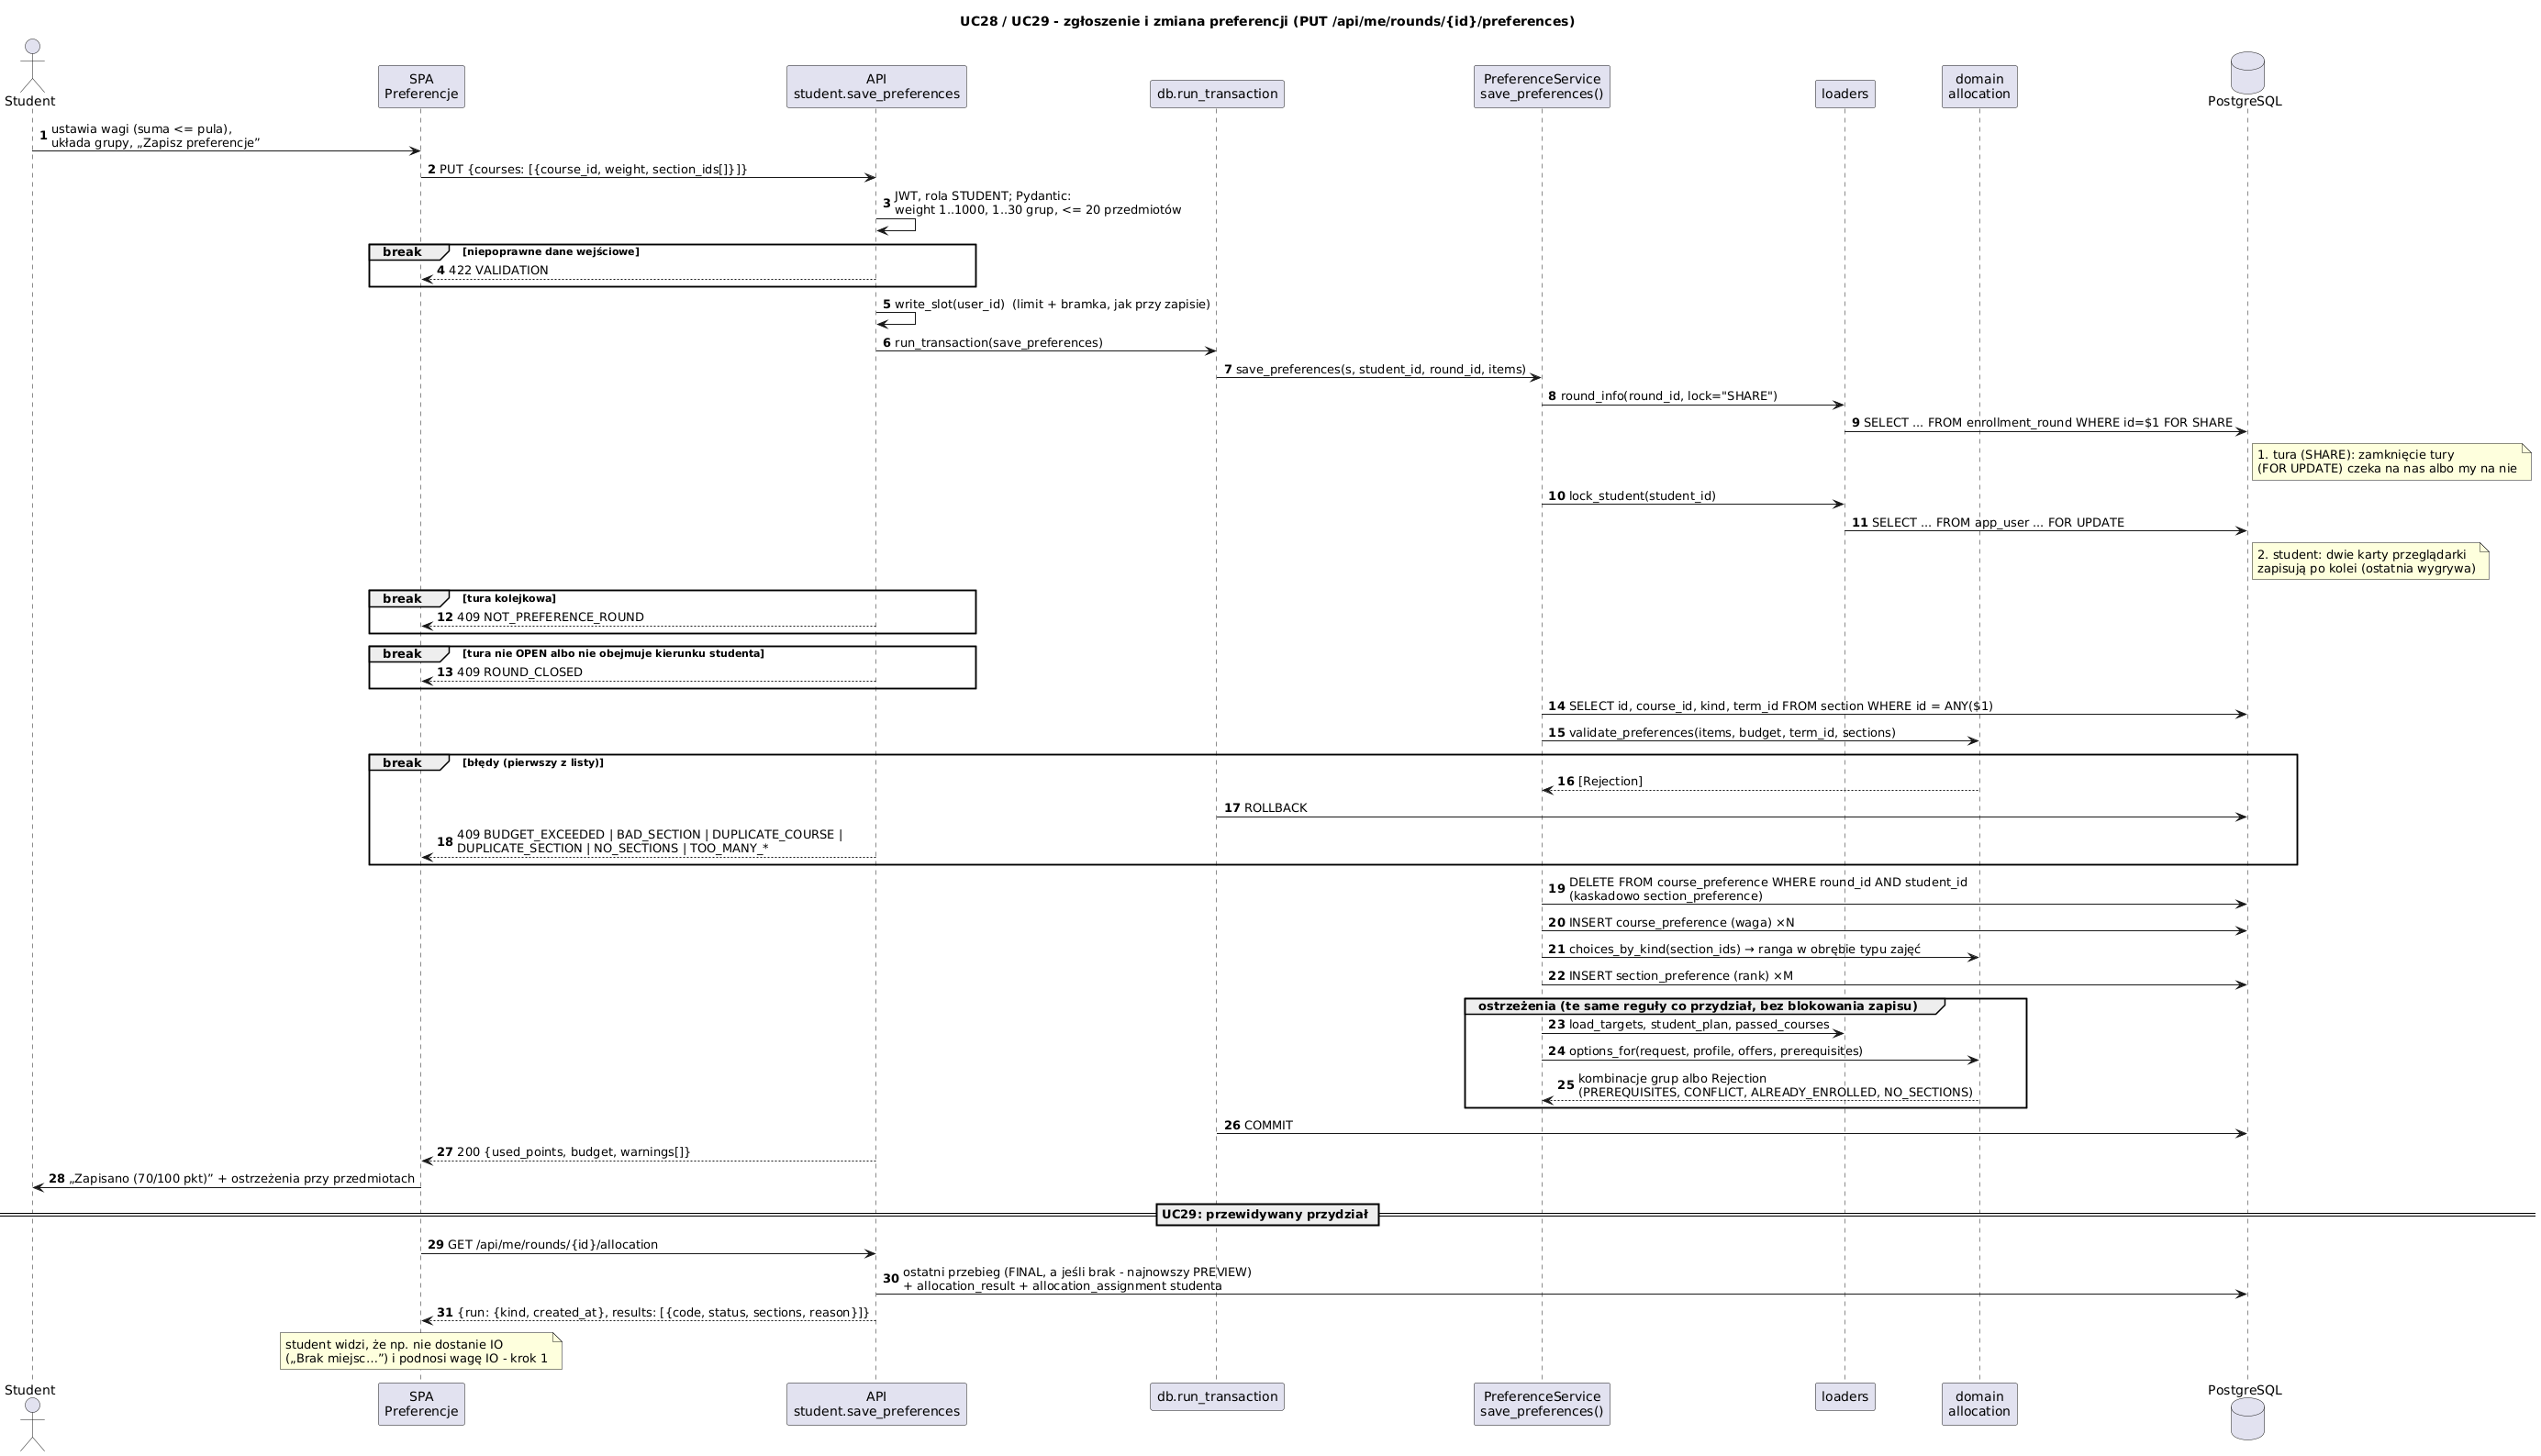 UC28 / UC29 - zgłoszenie i zmiana preferencji (PUT /api/me/rounds/{id}/preferences)
Student
SPA
Preferencje
API
student.save_preferences
db.run_transaction
PreferenceService
save_preferences()
loaders
domain
allocation
PostgreSQL
1 ustawia wagi (suma <= pula),
układa grupy, „Zapisz preferencje”
2 PUT {courses: [{course_id, weight, section_ids[]}]}
3 JWT, rola STUDENT; Pydantic:
weight 1..1000, 1..30 grup, <= 20 przedmiotów
break [niepoprawne dane wejściowe]
4 422 VALIDATION
5 write_slot(user_id)  (limit + bramka, jak przy zapisie)
6 run_transaction(save_preferences)
7 save_preferences(s, student_id, round_id, items)
8 round_info(round_id, lock="SHARE")
9 SELECT ... FROM enrollment_round WHERE id=$1 FOR SHARE
1. tura (SHARE): zamknięcie tury
(FOR UPDATE) czeka na nas albo my na nie
10 lock_student(student_id)
11 SELECT ... FROM app_user ... FOR UPDATE
2. student: dwie karty przeglądarki
zapisują po kolei (ostatnia wygrywa)
break [tura kolejkowa]
12 409 NOT_PREFERENCE_ROUND
break [tura nie OPEN albo nie obejmuje kierunku studenta]
13 409 ROUND_CLOSED
14 SELECT id, course_id, kind, term_id FROM section WHERE id = ANY($1)
15 validate_preferences(items, budget, term_id, sections)
break [błędy (pierwszy z listy)]
16 [Rejection]
17 ROLLBACK
18 409 BUDGET_EXCEEDED | BAD_SECTION | DUPLICATE_COURSE |
DUPLICATE_SECTION | NO_SECTIONS | TOO_MANY_*
19 DELETE FROM course_preference WHERE round_id AND student_id
(kaskadowo section_preference)
20 INSERT course_preference (waga) ×N
21 choices_by_kind(section_ids) → ranga w obrębie typu zajęć
22 INSERT section_preference (rank) ×M
ostrzeżenia (te same reguły co przydział, bez blokowania zapisu)
23 load_targets, student_plan, passed_courses
24 options_for(request, profile, offers, prerequisites)
25 kombinacje grup albo Rejection
(PREREQUISITES, CONFLICT, ALREADY_ENROLLED, NO_SECTIONS)
26 COMMIT
27 200 {used_points, budget, warnings[]}
28 „Zapisano (70/100 pkt)” + ostrzeżenia przy przedmiotach
UC29: przewidywany przydział
29 GET /api/me/rounds/{id}/allocation
30 ostatni przebieg (FINAL, a jeśli brak - najnowszy PREVIEW)
+ allocation_result + allocation_assignment studenta
31 {run: {kind, created_at}, results: [{code, status, sections, reason}]}
student widzi, że np. nie dostanie IO
(„Brak miejsc...”) i podnosi wagę IO - krok 1
Student
SPA
Preferencje
API
student.save_preferences
db.run_transaction
PreferenceService
save_preferences()
loaders
domain
allocation
PostgreSQL